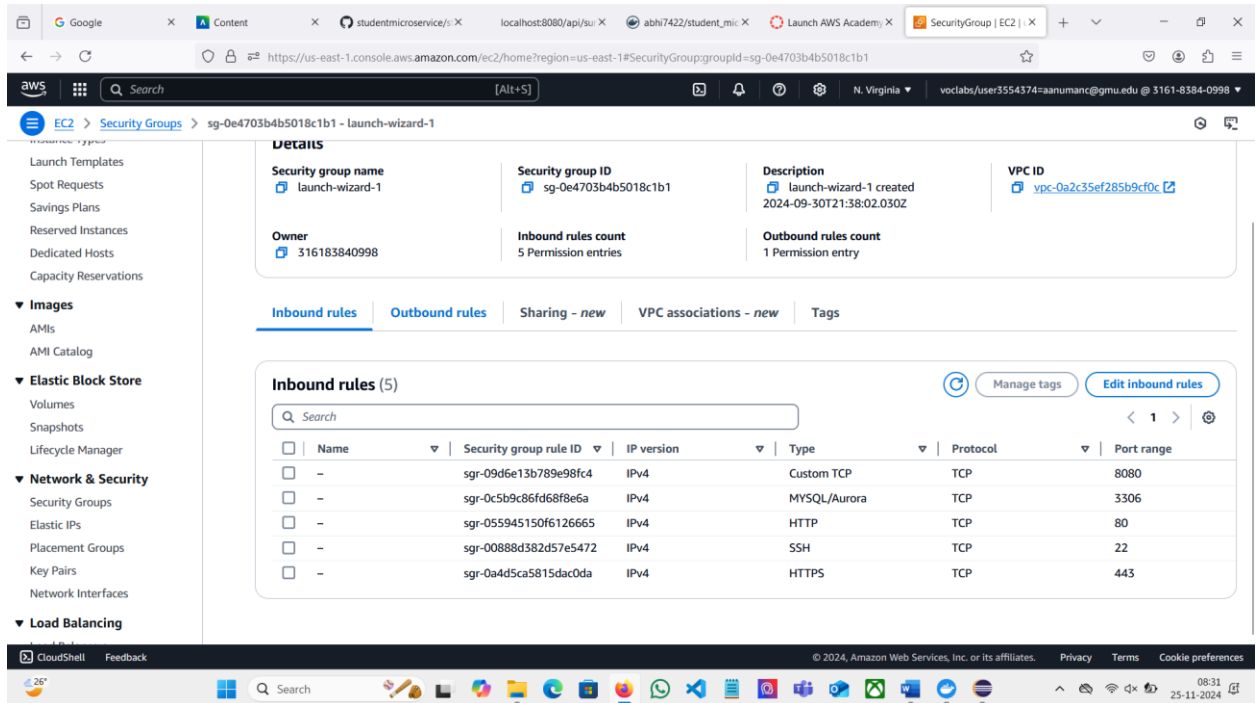 Google
Content
studentmicroservice/s
localhost:8080/api/sur
abhi7422/student_mic
Launch AWS Academy
SecurityGroup | EC2 | u
https://us-east-1.console.aws.amazon.com/ec2/home?region=us-east-1#SecurityGroup:groupId=sg-0e4703b4b5018c1b1
aws Search [Alt+S] N. Virginia voclabs/user3554374=aanumanc@gmu.edu @ 3161-8384-0998
EC2 > Security Groups > sg-0e4703b4b5018c1b1 - launch-wizard-1
Instance Types
Launch Templates
Spot Requests
Savings Plans
Reserved Instances
Dedicated Hosts
Capacity Reservations
Images
AMIs
AMI Catalog
Elastic Block Store
Volumes
Snapshots
Lifecycle Manager
Network & Security
Security Groups
Elastic IPs
Placement Groups
Key Pairs
Network Interfaces
Load Balancing
Details
Security group name
launch-wizard-1
Security group ID
sg-0e4703b4b5018c1b1
Description
launch-wizard-1 created
2024-09-30T21:38:02.030Z
VPC ID
vpc-0a2c35ef285b9cf0c
Owner
316183840998
Inbound rules count
5 Permission entries
Outbound rules count
1 Permission entry
Inbound rules Outbound rules Sharing - new VPC associations - new Tags
Inbound rules (5)
Manage tags Edit inbound rules
Search
< 1 >
Name Security group rule ID IP version Type Protocol Port range
– sgr-09d6e13b789e98fc4 IPv4 Custom TCP TCP 8080
– sgr-0c5b9c86fd68f8e6a IPv4 MYSQL/Aurora TCP 3306
– sgr-055945150f6126665 IPv4 HTTP TCP 80
– sgr-00888d382d57e5472 IPv4 SSH TCP 22
– sgr-0a4d5ca5815dac0da IPv4 HTTPS TCP 443
CloudShell Feedback © 2024, Amazon Web Services, Inc. or its affiliates. Privacy Terms Cookie preferences
26°
Search
08:31
25-11-2024